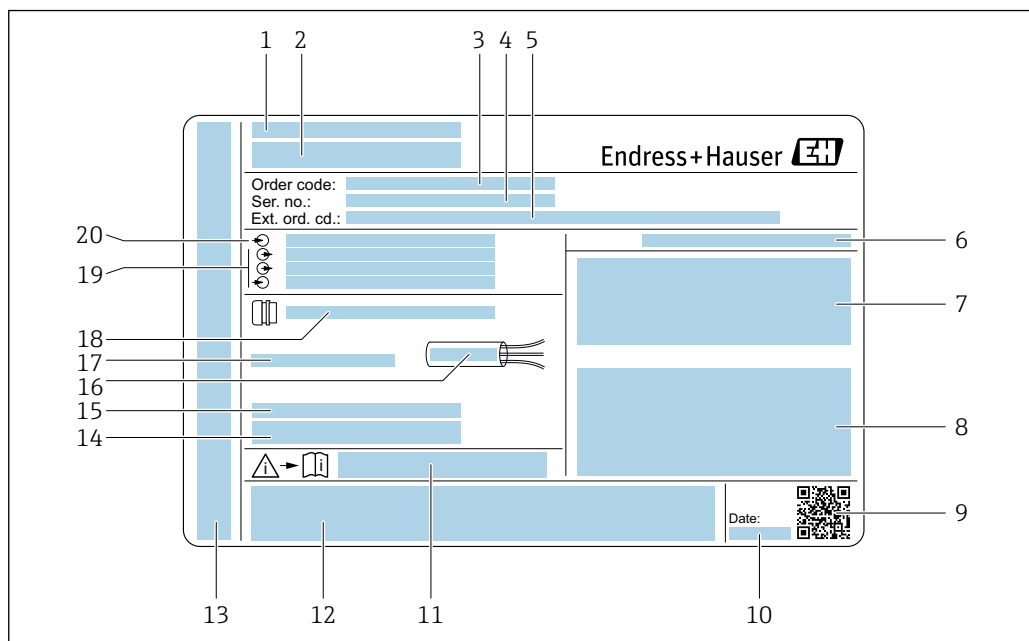 1 2 3 4 5
Endress+Hauser EH
Order code:
Ser. no.:
Ext. ord. cd.:
20
6
19
7
i
18
17
16
15
14
8
i i
Date:
9
13 12 11 10